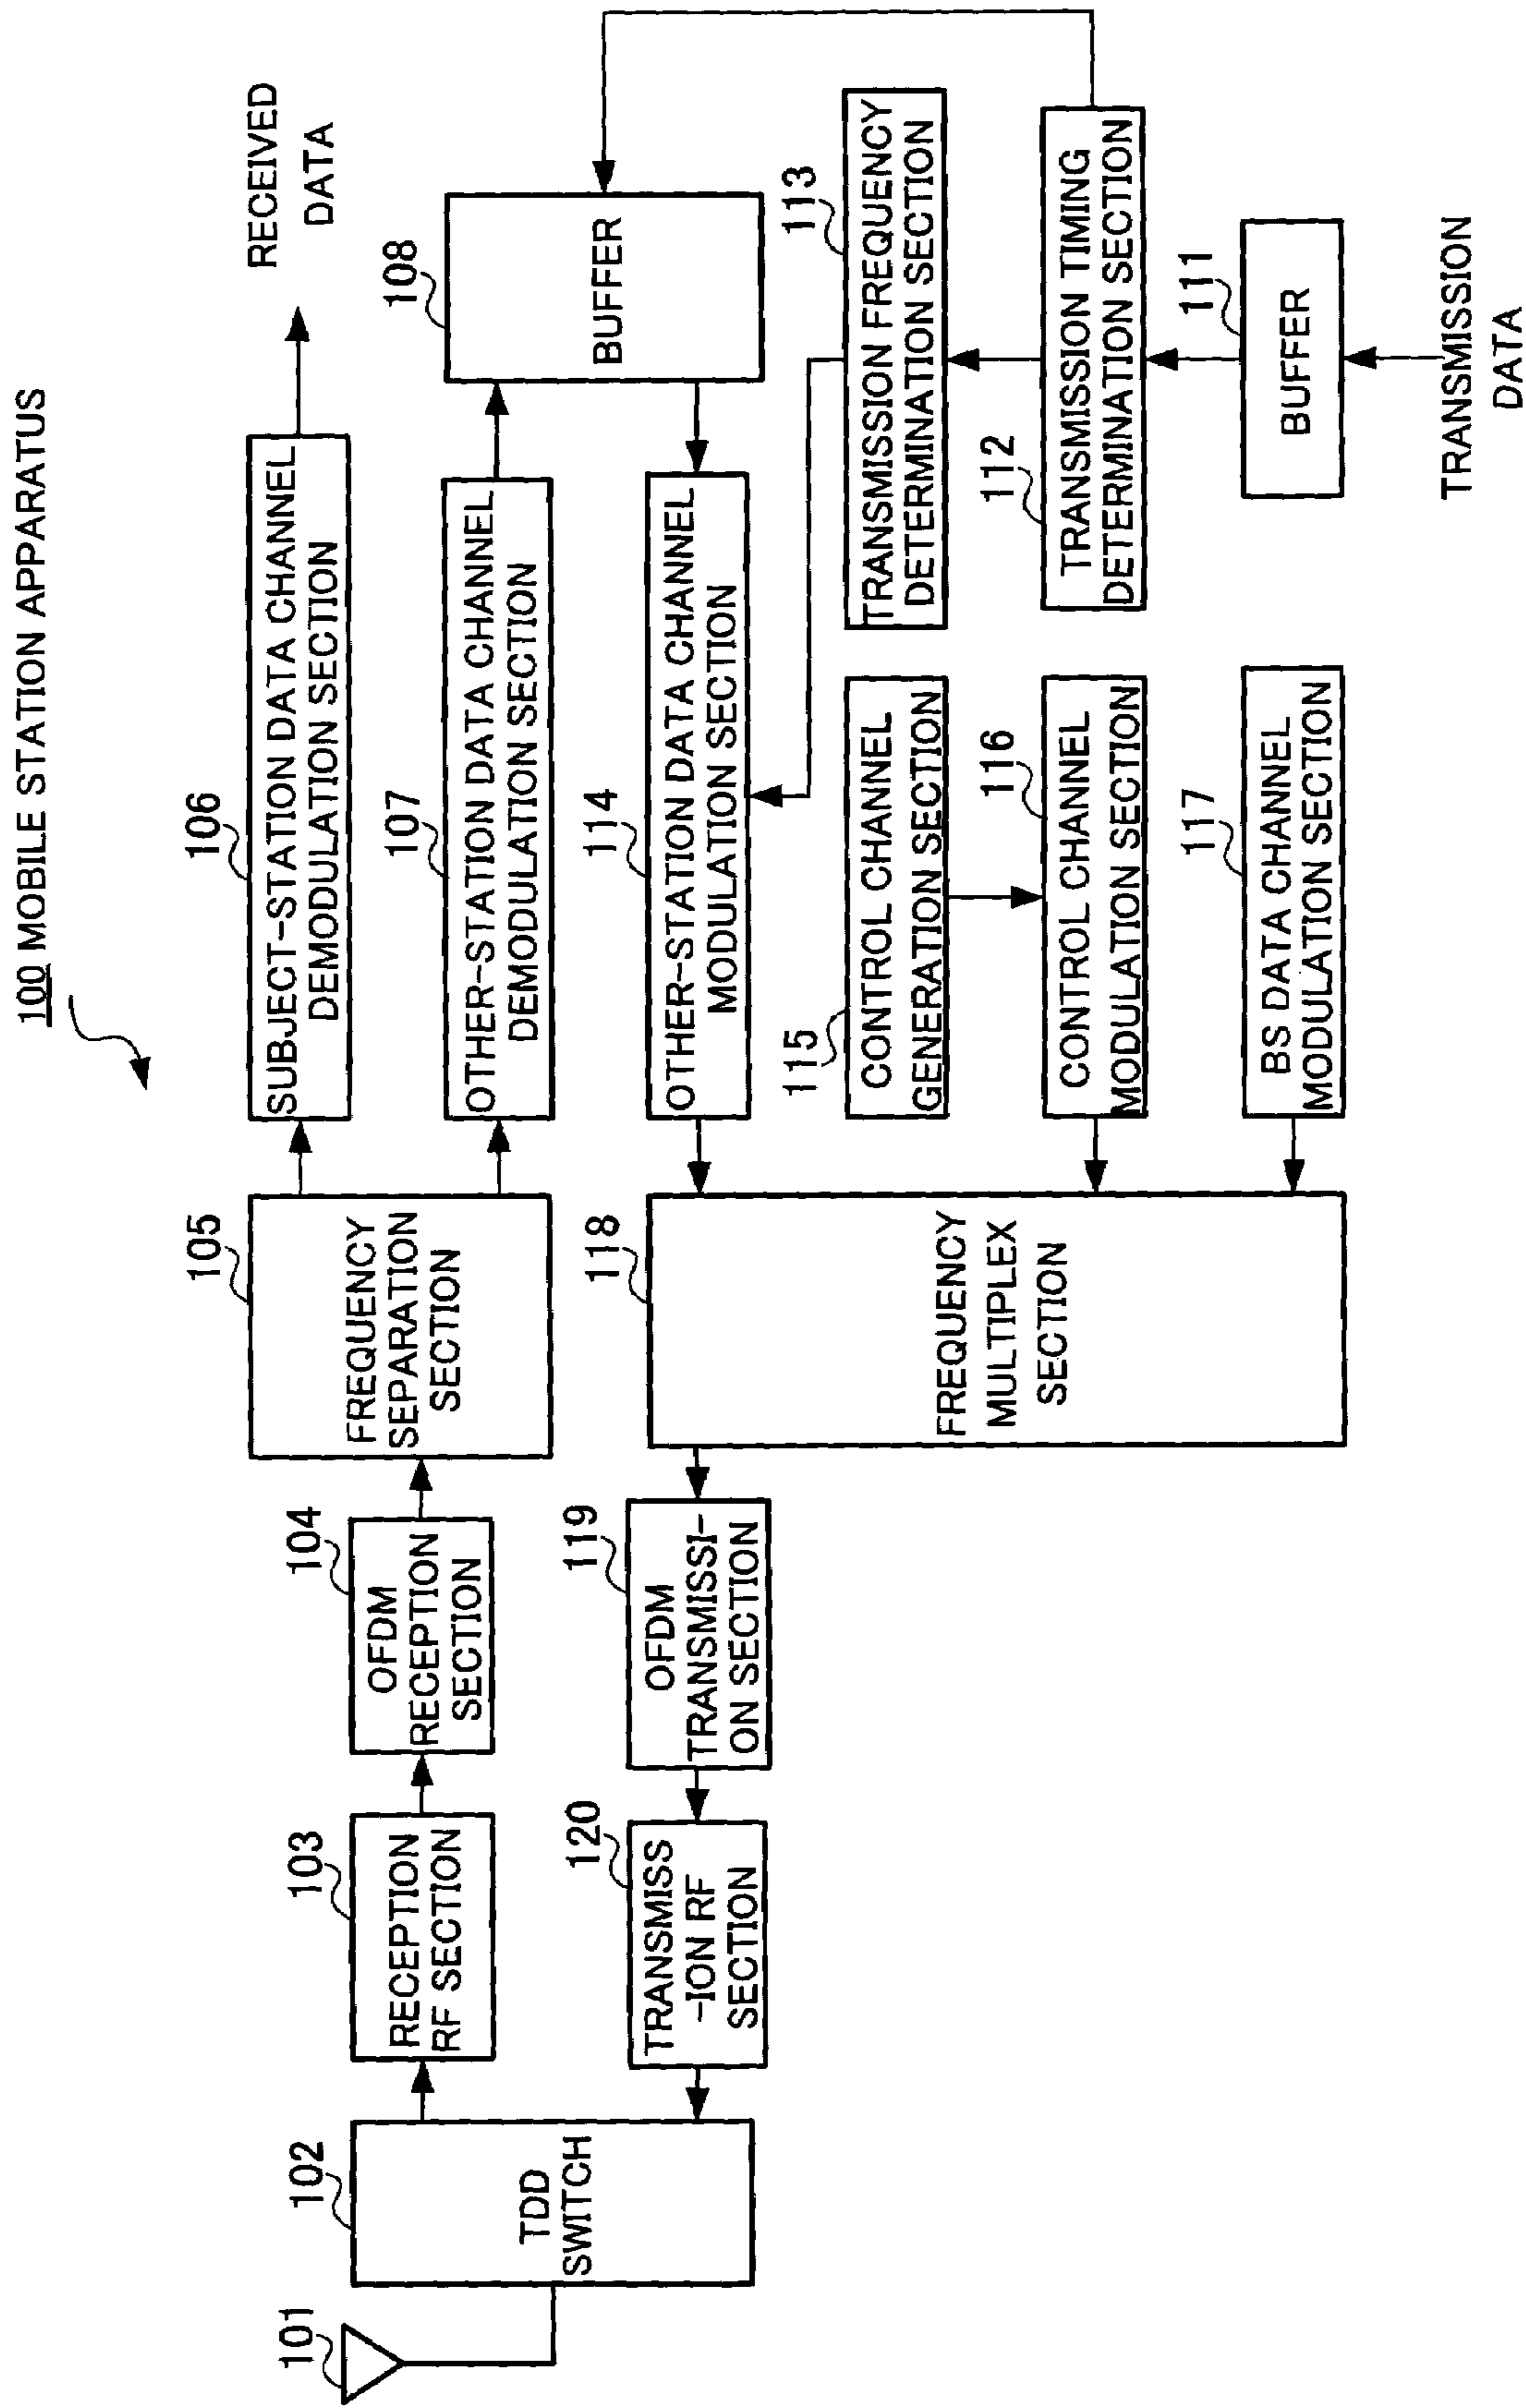 100 MOBILE STATION APPARATUS
101
102
TDD
SWITCH
103
RECEPTION
RF SECTION
104
OFDM
RECEPTION
SECTION
105
FREQUENCY
SEPARATION
SECTION
106
SUBJECT-STATION DATA CHANNEL
DEMODULATION SECTION
RECEIVED
DATA
107
OTHER-STATION DATA CHANNEL
DEMODULATION SECTION
108
BUFFER
120
TRANSMISS
-ION RF
SECTION
119
OFDM
TRANSMISSI-
ON SECTION
118
FREQUENCY
MULTIPLEX
SECTION
114
OTHER-STATION DATA CHANNEL
MODULATION SECTION
113
TRANSMISSION FREQUENCY
DETERMINATION SECTION
115
CONTROL CHANNEL
GENERATION SECTION
116
CONTROL CHANNEL
MODULATION SECTION
112
TRANSMISSION TIMING
DETERMINATION SECTION
117
BS DATA CHANNEL
MODULATION SECTION
111
BUFFER
TRANSMISSION
DATA